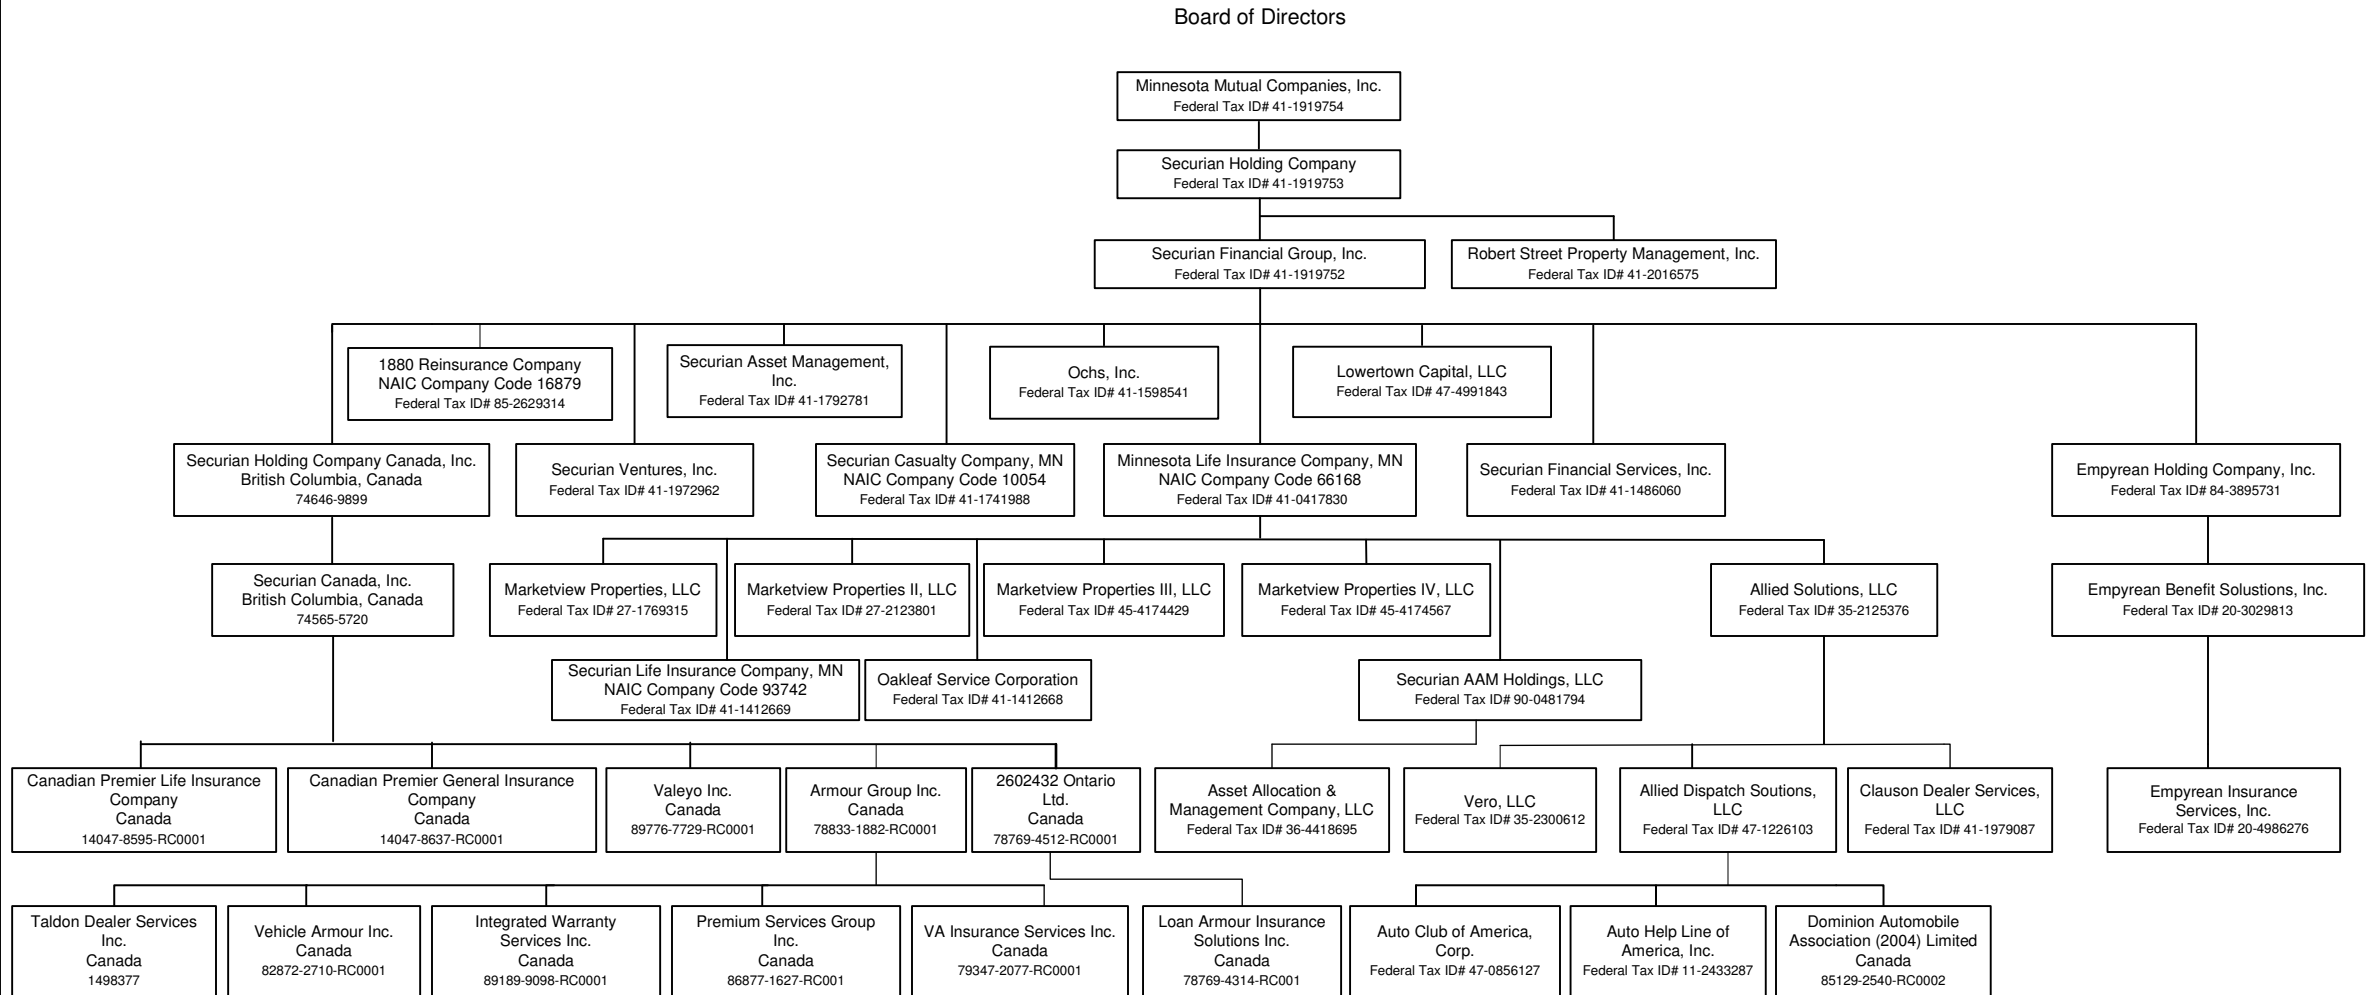 Board of Directors
Minnesota Mutual Companies, Inc.
Federal Tax ID# 41-1919754
Securian Holding Company
Federal Tax ID# 41-1919753
Securian Financial Group, Inc.
Federal Tax ID# 41-1919752
Robert Street Property Management, Inc.
Federal Tax ID# 41-2016575
1880 Reinsurance Company
NAIC Company Code 16879
Federal Tax ID# 85-2629314
Securian Asset Management,
Inc.
Federal Tax ID# 41-1792781
Ochs, Inc.
Federal Tax ID# 41-1598541
Lowertown Capital, LLC
Federal Tax ID# 47-4991843
Securian Holding Company Canada, Inc.
British Columbia, Canada
74646-9899
Securian Ventures, Inc.
Federal Tax ID# 41-1972962
Securian Casualty Company, MN
NAIC Company Code 10054
Federal Tax ID# 41-1741988
Minnesota Life Insurance Company, MN
NAIC Company Code 66168
Federal Tax ID# 41-0417830
Securian Financial Services, Inc.
Federal Tax ID# 41-1486060
Empyrean Holding Company, Inc.
Federal Tax ID# 84-3895731
Securian Canada, Inc.
British Columbia, Canada
74565-5720
Marketview Properties, LLC
Federal Tax ID# 27-1769315
Marketview Properties II, LLC
Federal Tax ID# 27-2123801
Marketview Properties III, LLC
Federal Tax ID# 45-4174429
Marketview Properties IV, LLC
Federal Tax ID# 45-4174567
Allied Solutions, LLC
Federal Tax ID# 35-2125376
Empyrean Benefit Solustions, Inc.
Federal Tax ID# 20-3029813
Securian Life Insurance Company, MN
NAIC Company Code 93742
Federal Tax ID# 41-1412669
Oakleaf Service Corporation
Federal Tax ID# 41-1412668
Securian AAM Holdings, LLC
Federal Tax ID# 90-0481794
Canadian Premier Life Insurance
Company
Canada
14047-8595-RC0001
Canadian Premier General Insurance
Company
Canada
14047-8637-RC0001
Valeyo Inc.
Canada
89776-7729-RC0001
Armour Group Inc.
Canada
78833-1882-RC0001
2602432 Ontario
Ltd.
Canada
78769-4512-RC0001
Asset Allocation &
Management Company, LLC
Federal Tax ID# 36-4418695
Vero, LLC
Federal Tax ID# 35-2300612
Allied Dispatch Soutions,
LLC
Federal Tax ID# 47-1226103
Clauson Dealer Services,
LLC
Federal Tax ID# 41-1979087
Empyrean Insurance
Services, Inc.
Federal Tax ID# 20-4986276
Taldon Dealer Services
Inc.
Canada
1498377
Vehicle Armour Inc.
Canada
82872-2710-RC0001
Integrated Warranty
Services Inc.
Canada
89189-9098-RC0001
Premium Services Group
Inc.
Canada
86877-1627-RC001
VA Insurance Services Inc.
Canada
79347-2077-RC0001
Loan Armour Insurance
Solutions Inc.
Canada
78769-4314-RC001
Auto Club of America,
Corp.
Federal Tax ID# 47-0856127
Auto Help Line of
America, Inc.
Federal Tax ID# 11-2433287
Dominion Automobile
Association (2004) Limited
Canada
85129-2540-RC0002